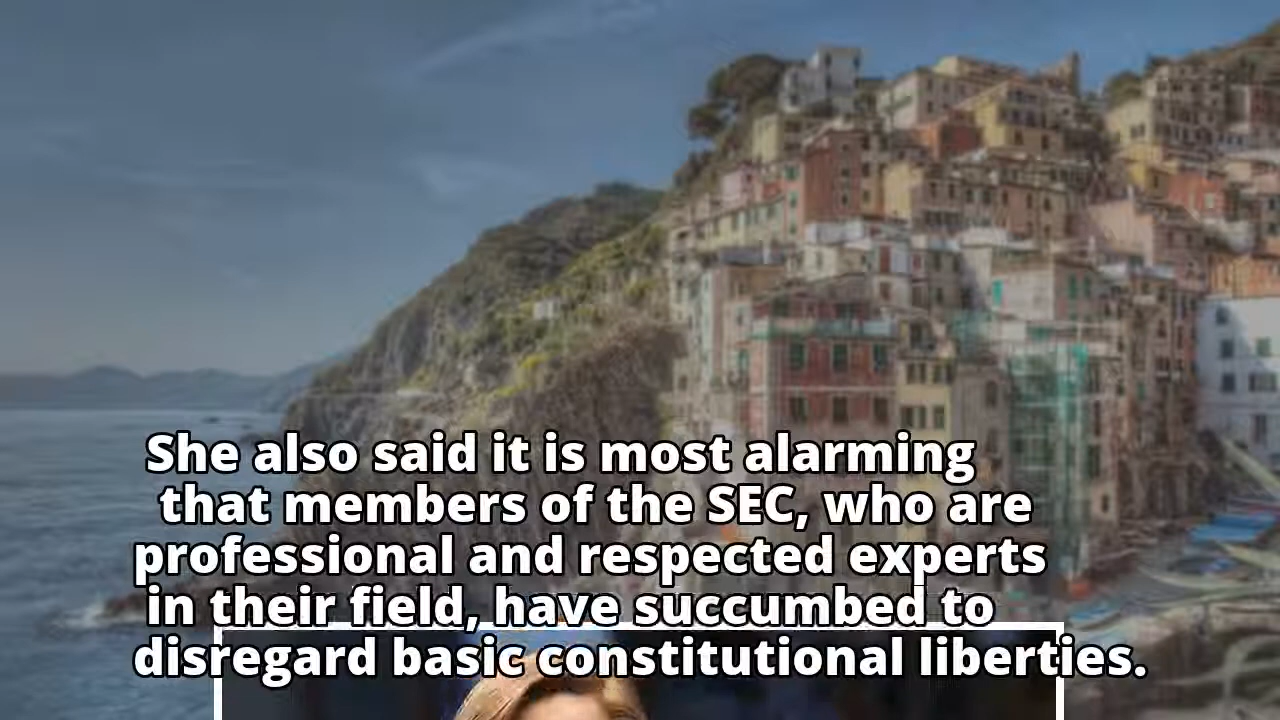 She also said it is most alarming
that members of the SEC, who are
professional and respected experts
in their field, have succumbed to
disregard basic constitutional liberties.